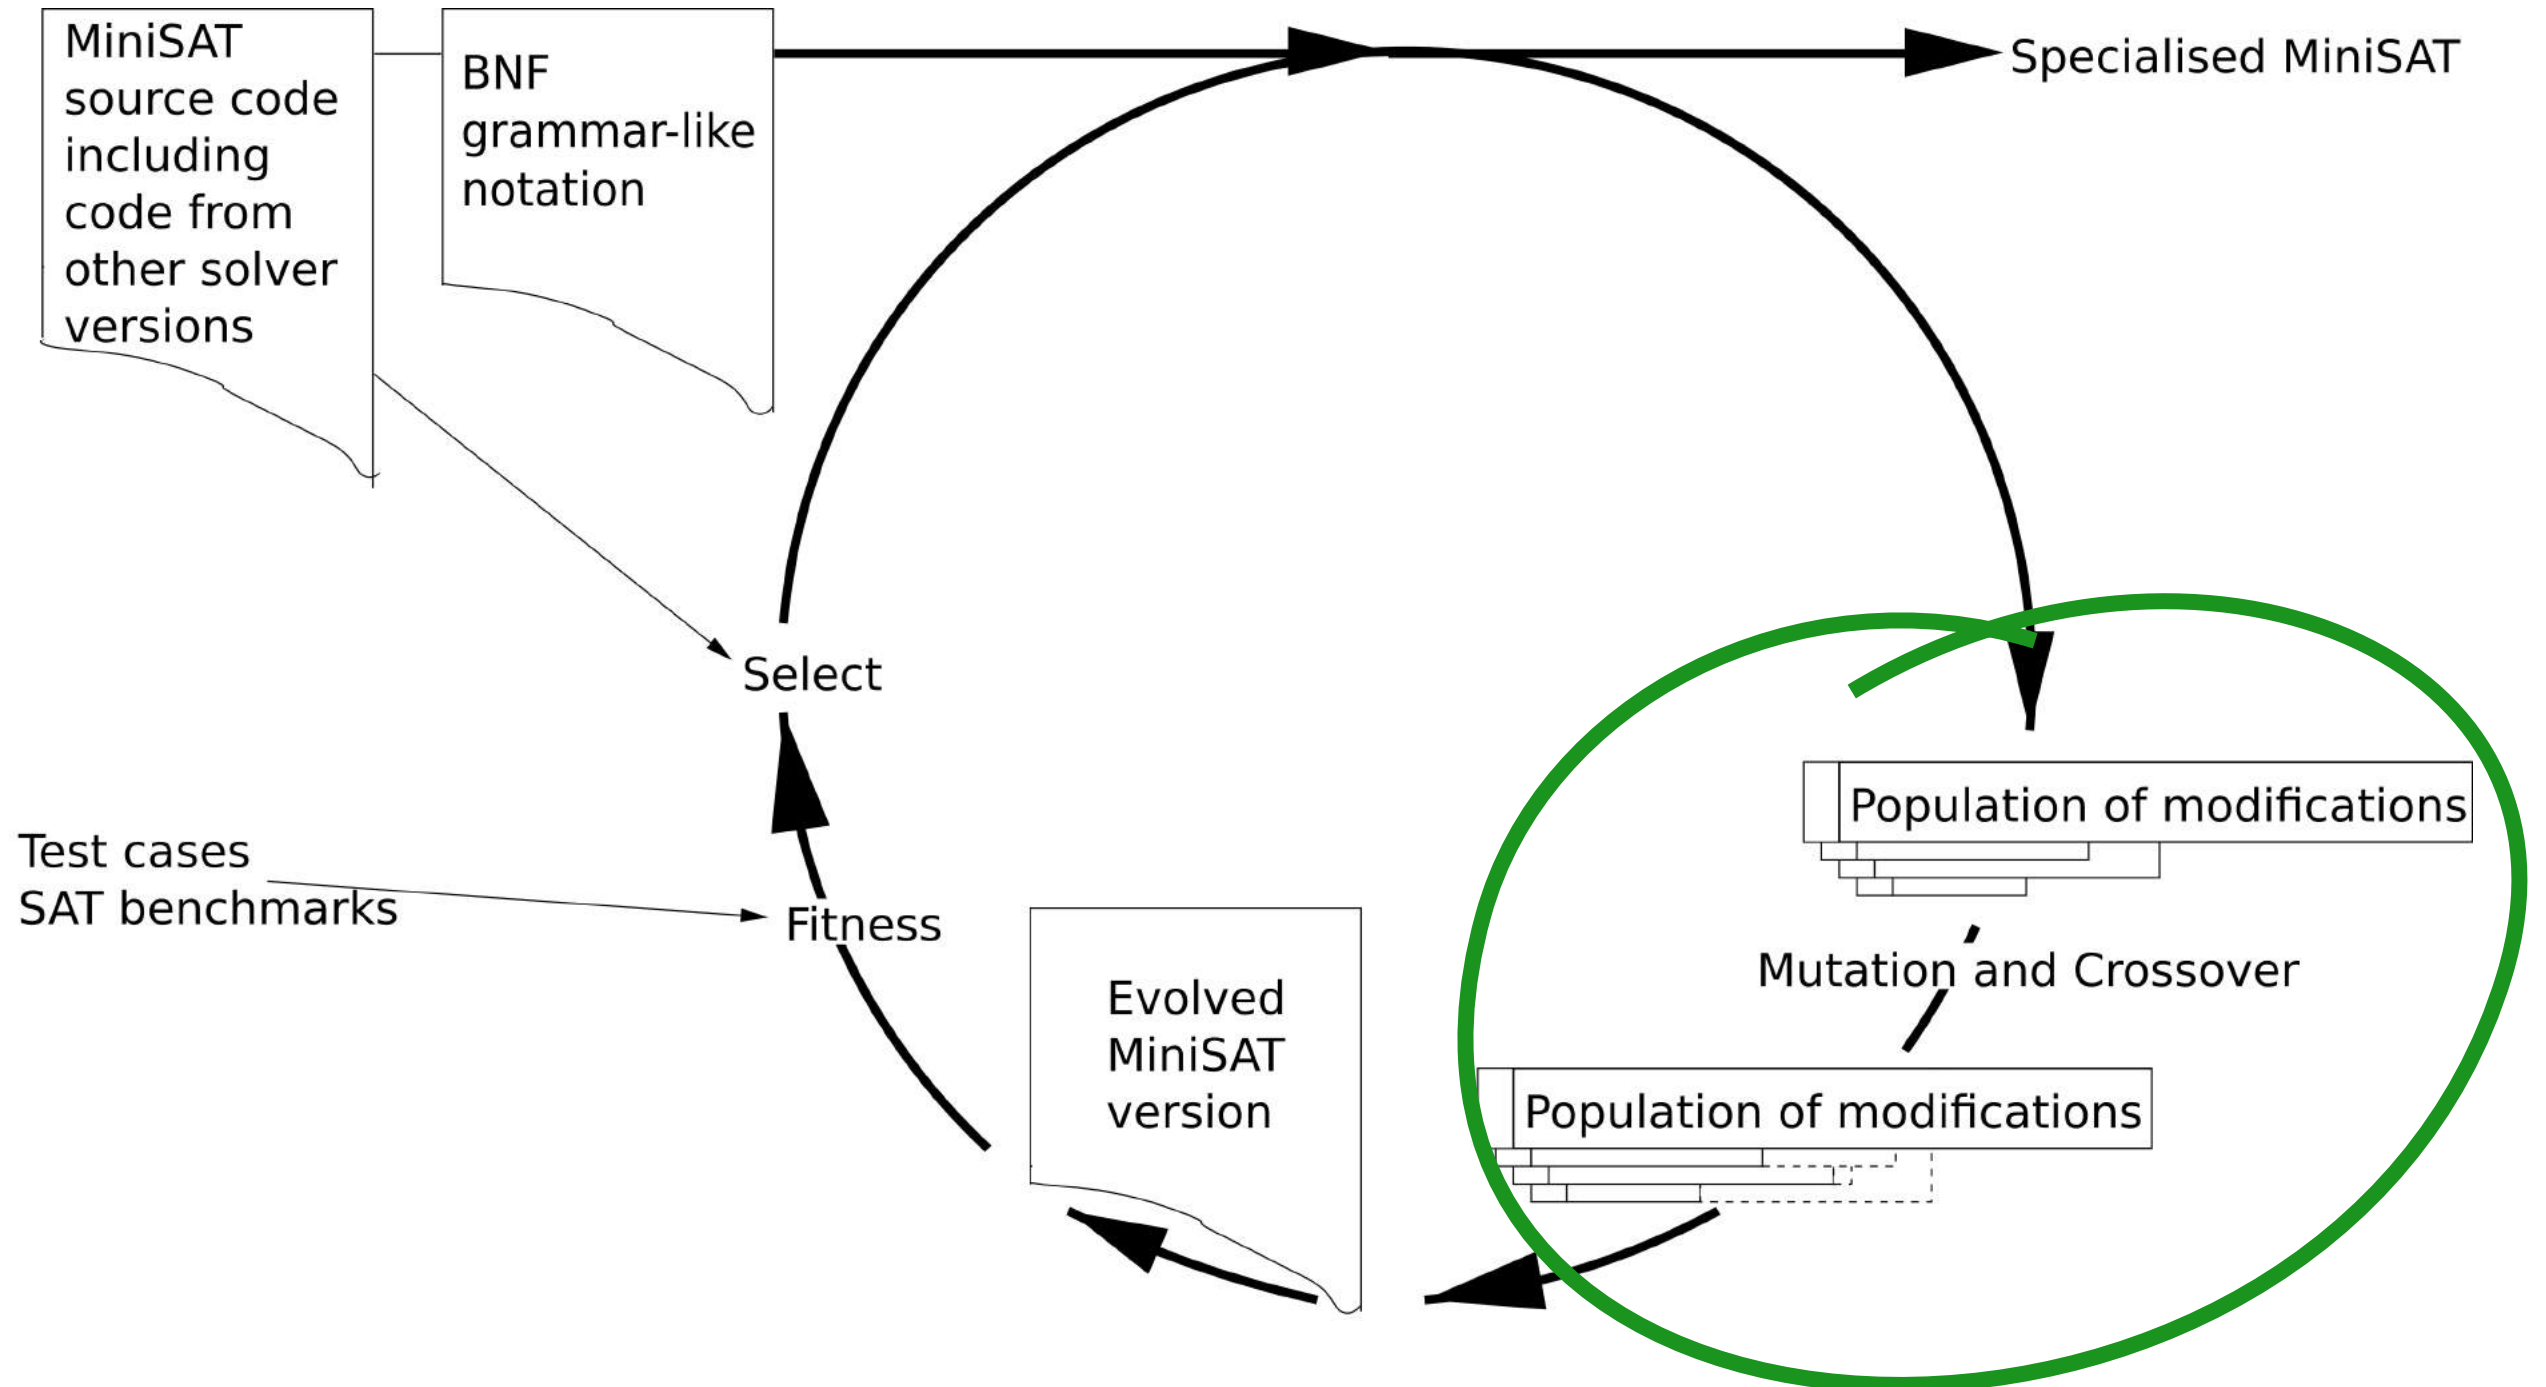 MiniSAT
source code
including
code from
other solver
versions
BNF
grammar-like
notation
Specialised MiniSAT
Select
Test cases
SAT benchmarks
Fitness
Evolved
MiniSAT
version
Population of modifications
Mutation and Crossover
Population of modifications